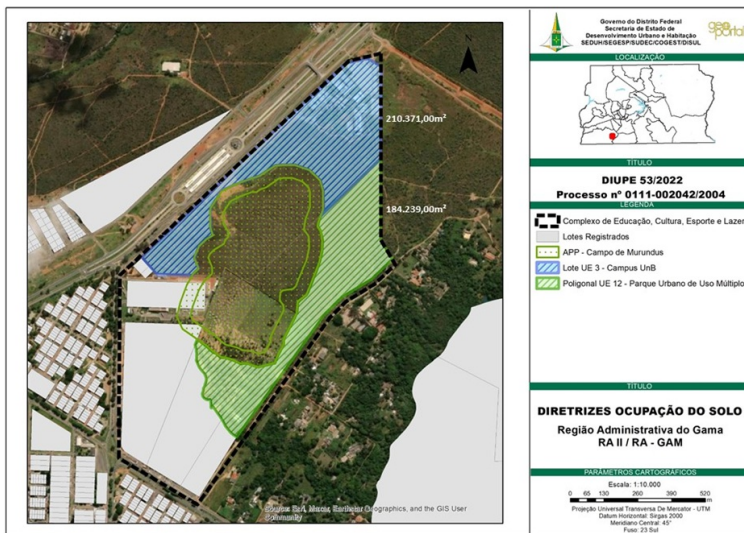 N
210.371,00m²
184.239,00m²
Sources: Esri, Maxar, Earthstar Geographics, and the GIS User
Community
Governo do Distrito Federal
Secretaria de Estado de
Desenvolvimento Urbano e Habitação
SEDUH/SEGESP/SUDEC/COGEST/DISUL
geo
portal
LOCALIZAÇÃO
TÍTULO
DIUPE 53/2022
Processo nº 0111-002042/2004
LEGENDA
Complexo de Educação, Cultura, Esporte e Lazer
Lotes Registrados
APP - Campo de Murundus
Lote UE 3 - Campus UnB
Poligonal UE 12 - Parque Urbano de Uso Múltiplo
TÍTULO
DIRETRIZES OCUPAÇÃO DO SOLO
Região Administrativa do Gama
RA II / RA - GAM
PARÂMETROS CARTOGRÁFICOS
Escala: 1:10.000
0 65 130 260 390 520
m
Projeção Universal Transversa De Mercator - UTM
Datum Horizontal: Sirgas 2000
Meridiano Central: 45°
Fuso: 23 Sul